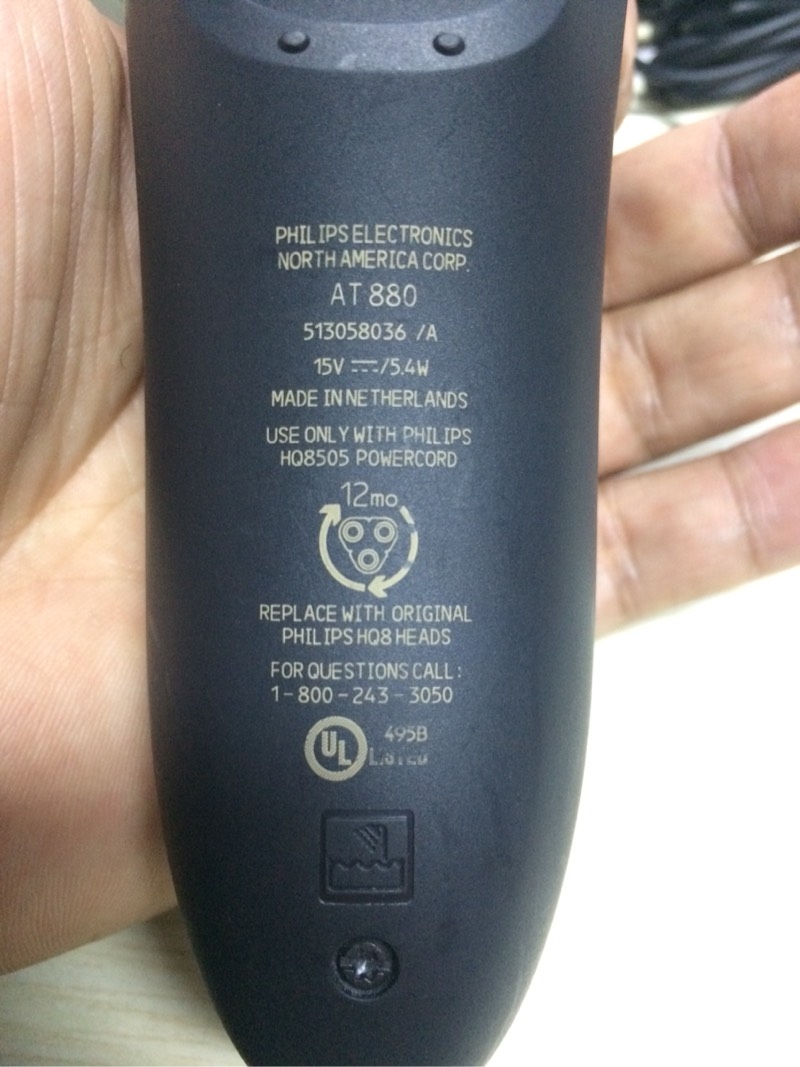 PHILIPS ELECTRONICS
NORTH AMERICA CORP.
AT 880
513058036 /A
15V ⎓/5.4W
MADE IN NETHERLANDS
USE ONLY WITH PHILIPS
HQ8505 POWERCORD
12mo
REPLACE WITH ORIGINAL
PHILIPS HQ8 HEADS
FOR QUESTIONS CALL:
1-800-243-3050
UL 495B
LISTED